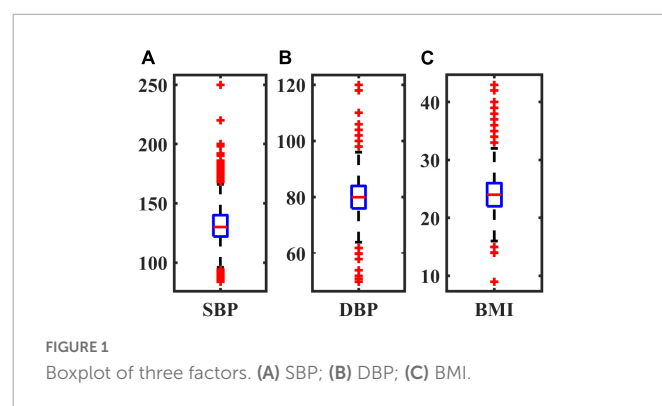 A
B
C
250
200
150
100
SBP
120
100
80
60
DBP
40
30
20
10
BMI
FIGURE 1
Boxplot of three factors. (A) SBP; (B) DBP; (C) BMI.